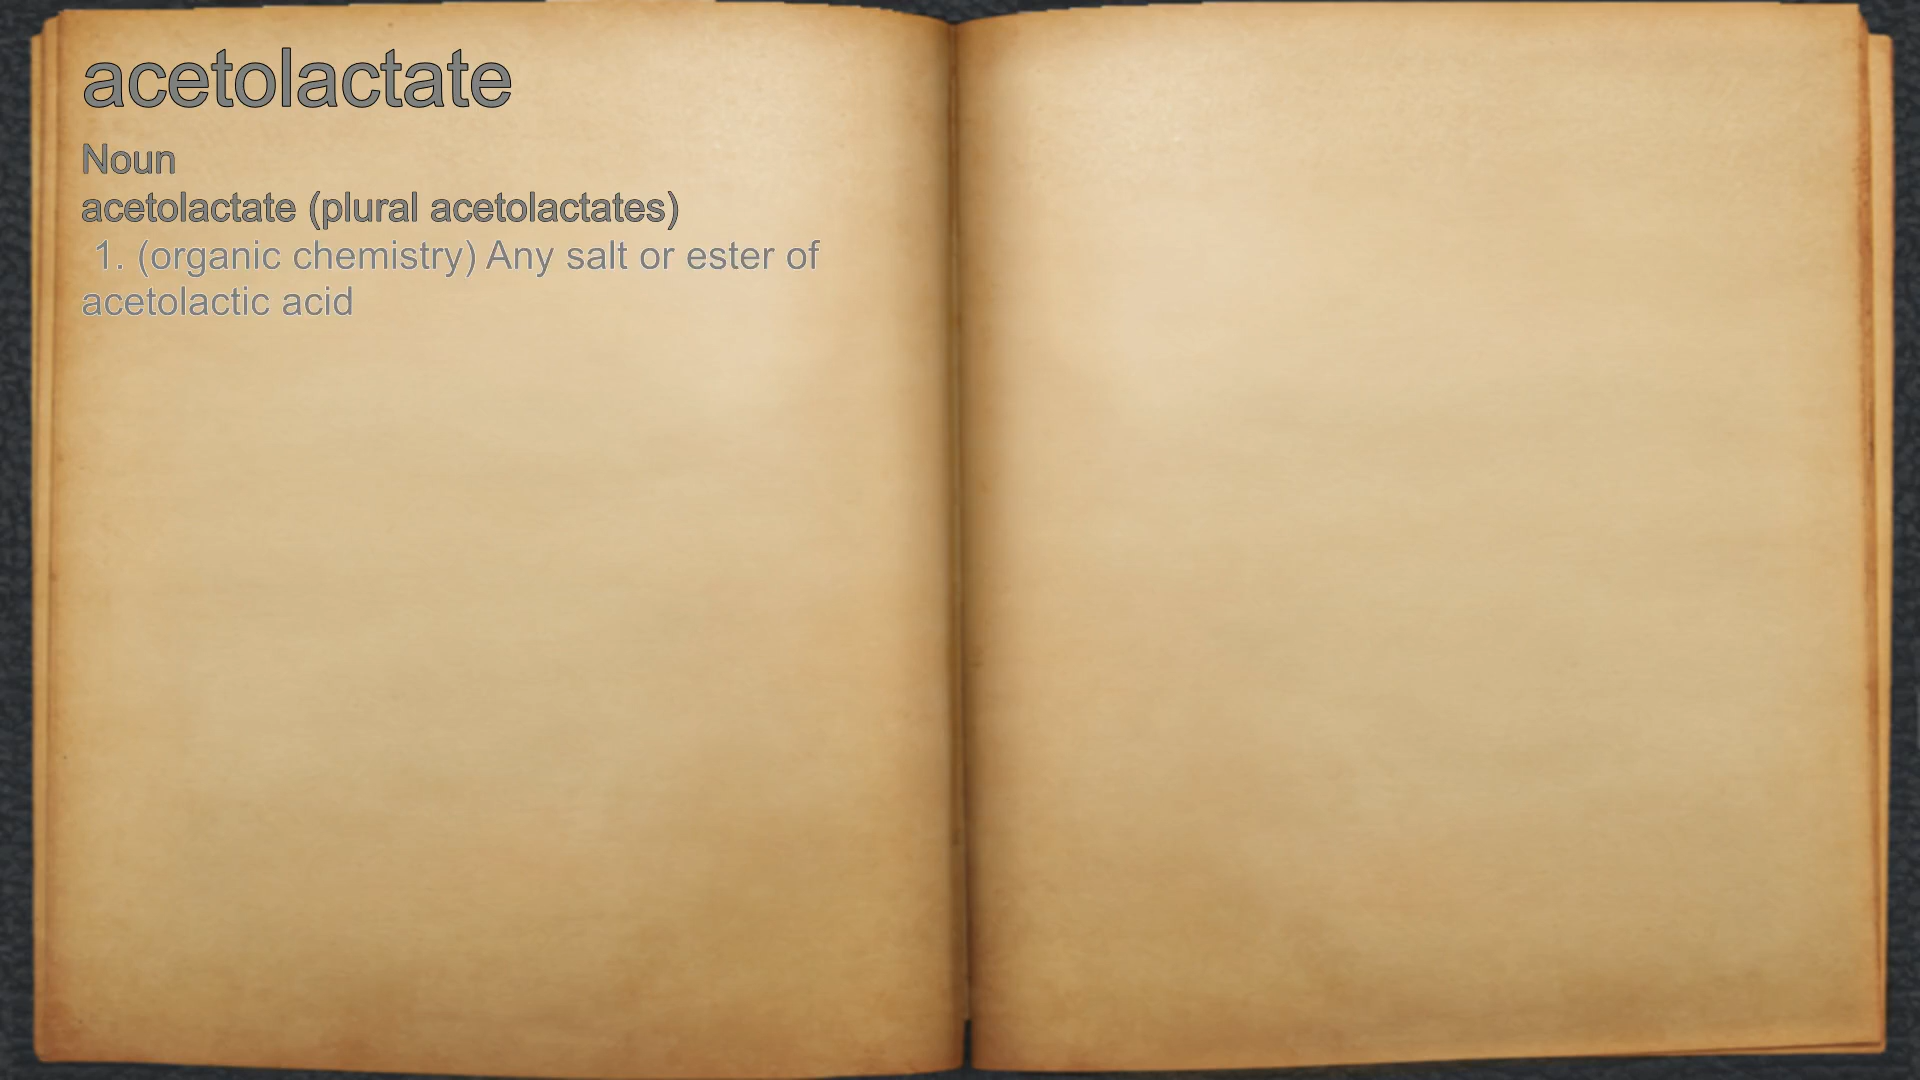 acetolactate
Noun
acetolactate (plural acetolactates)
1. (organic chemistry) Any salt or ester of
acetolactic acid